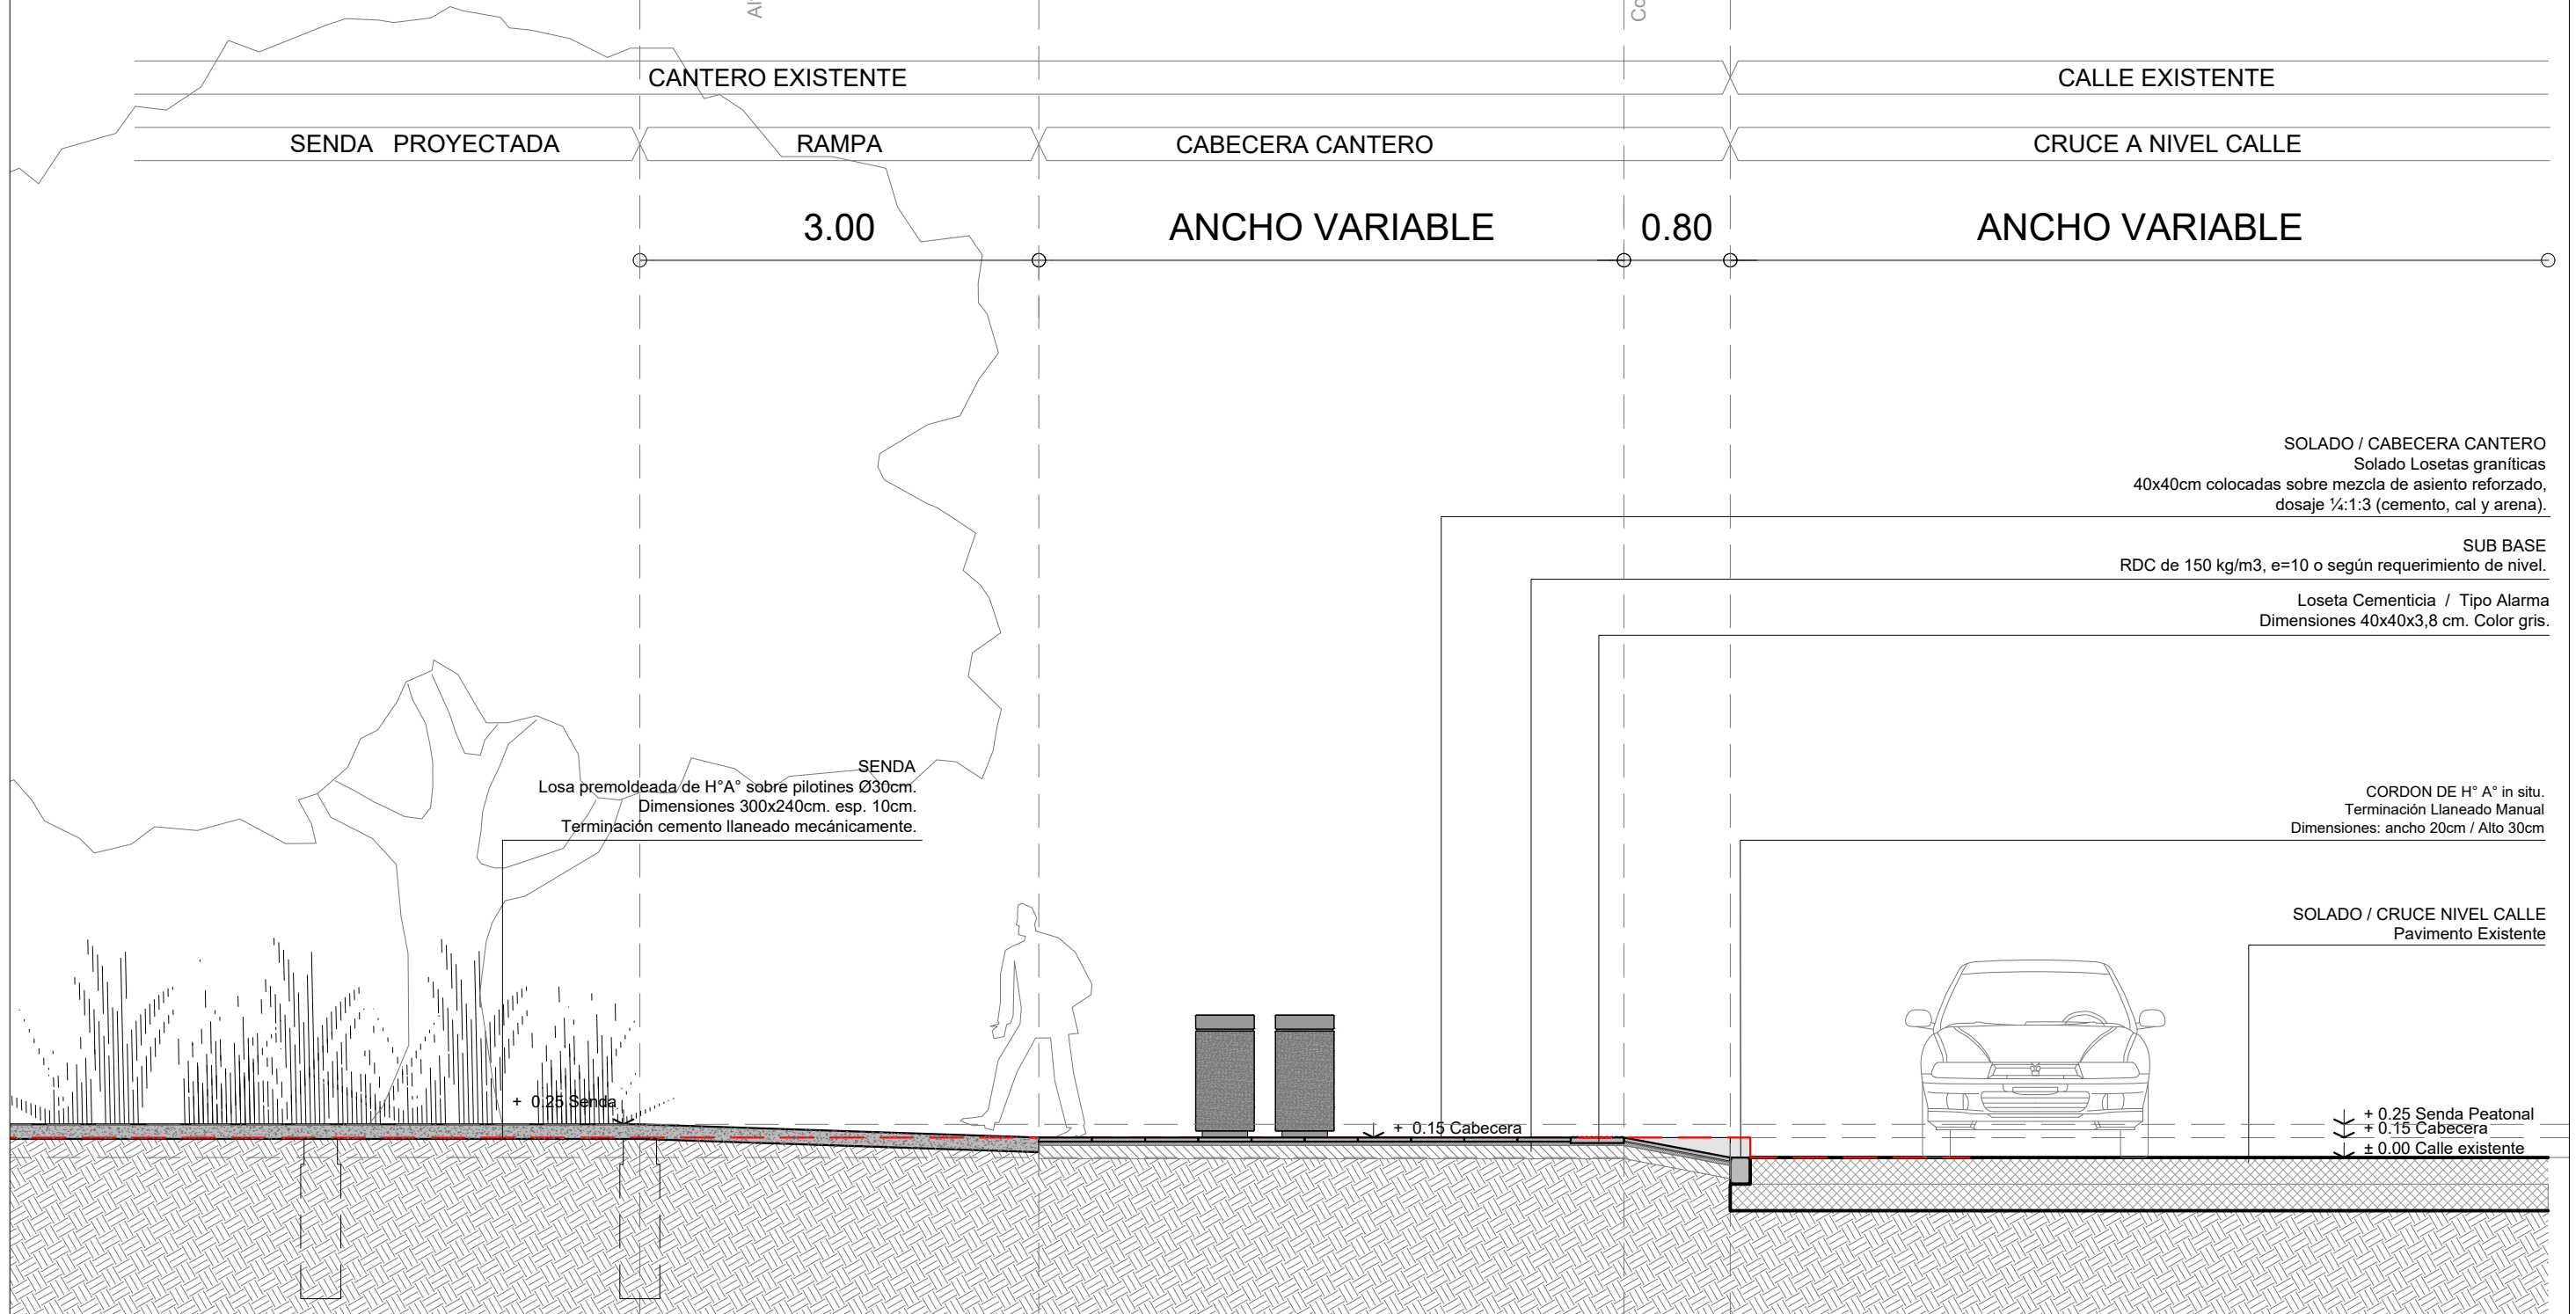 CANTERO EXISTENTE
CALLE EXISTENTE
SENDA PROYECTADA
RAMPA
CABECERA CANTERO
CRUCE A NIVEL CALLE
3.00
ANCHO VARIABLE
0.80
ANCHO VARIABLE
SOLADO / CABECERA CANTERO
Solado Losetas graníticas
40x40cm colocadas sobre mezcla de asiento reforzado,
dosaje ¼:1:3 (cemento, cal y arena).
SUB BASE
RDC de 150 kg/m3, e=10 o según requerimiento de nivel.
Loseta Cementicia / Tipo Alarma
Dimensiones 40x40x3,8 cm. Color gris.
SENDA
Losa premoldeada de H°A° sobre pilotines Ø30cm.
Dimensiones 300x240cm. esp. 10cm.
Terminación cemento llaneado mecánicamente.
CORDON DE H° A° in situ.
Terminación Llaneado Manual
Dimensiones: ancho 20cm / Alto 30cm
SOLADO / CRUCE NIVEL CALLE
Pavimento Existente
+ 0.25 Senda
+ 0.15 Cabecera
+ 0.25 Senda Peatonal
+ 0.15 Cabecera
± 0.00 Calle existente